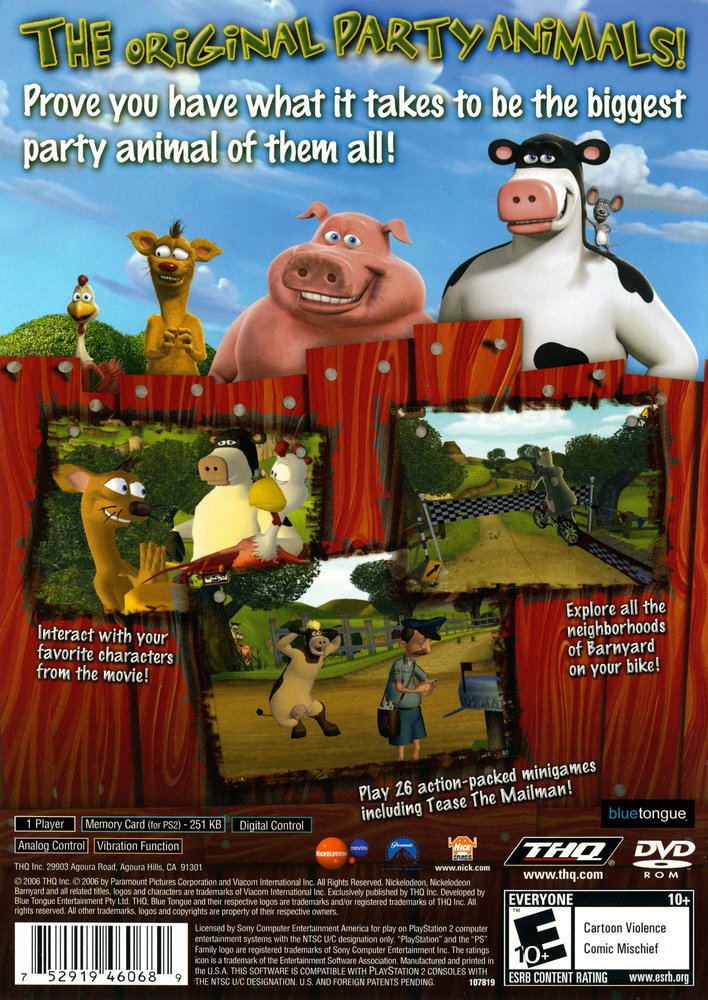 THE ORIGINAL PARTY ANIMALS!
Prove you have what it takes to be the biggest
party animal of them all!
Interact with your
favorite characters
from the movie!
Explore all the
neighborhoods
of Barnyard
on your bike!
Play 26 action-packed minigames
including Tease The Mailman!
bluetongue
1 Player
Memory Card (for PS2) - 251 KB
Digital Control
Analog Control
Vibration Function
NICKELODEON movies
Paramount
NICK GAMES
www.nick.com
THQ
www.thq.com
DVD
ROM
THQ Inc. 29903 Agoura Road, Agoura Hills, CA 91301
© 2006 THQ Inc. © 2006 by Paramount Pictures Corporation and Viacom International Inc. All Rights Reserved. Nickelodeon, Nickelodeon
Barnyard and all related titles, logos and characters are trademarks of Viacom International Inc. Exclusively published by THQ Inc. Developed by
Blue Tongue Entertainment Pty Ltd. THQ, Blue Tongue and their respective logos are trademarks and/or registered trademarks of THQ Inc. All
rights reserved. All other trademarks, logos and copyrights are property of their respective owners.
Licensed by Sony Computer Entertainment America for play on PlayStation 2 computer
entertainment systems with the NTSC U/C designation only. "PlayStation" and the "PS"
Family logo are registered trademarks of Sony Computer Entertainment Inc. The ratings
icon is a trademark of the Entertainment Software Association. Manufactured and printed in
the U.S.A. THIS SOFTWARE IS COMPATIBLE WITH PLAYSTATION 2 CONSOLES WITH
THE NTSC U/C DESIGNATION. U.S. AND FOREIGN PATENTS PENDING.
107819
7 52919 46068 9
EVERYONE 10+
E 10+
TM
Cartoon Violence
Comic Mischief
ESRB CONTENT RATING www.esrb.org